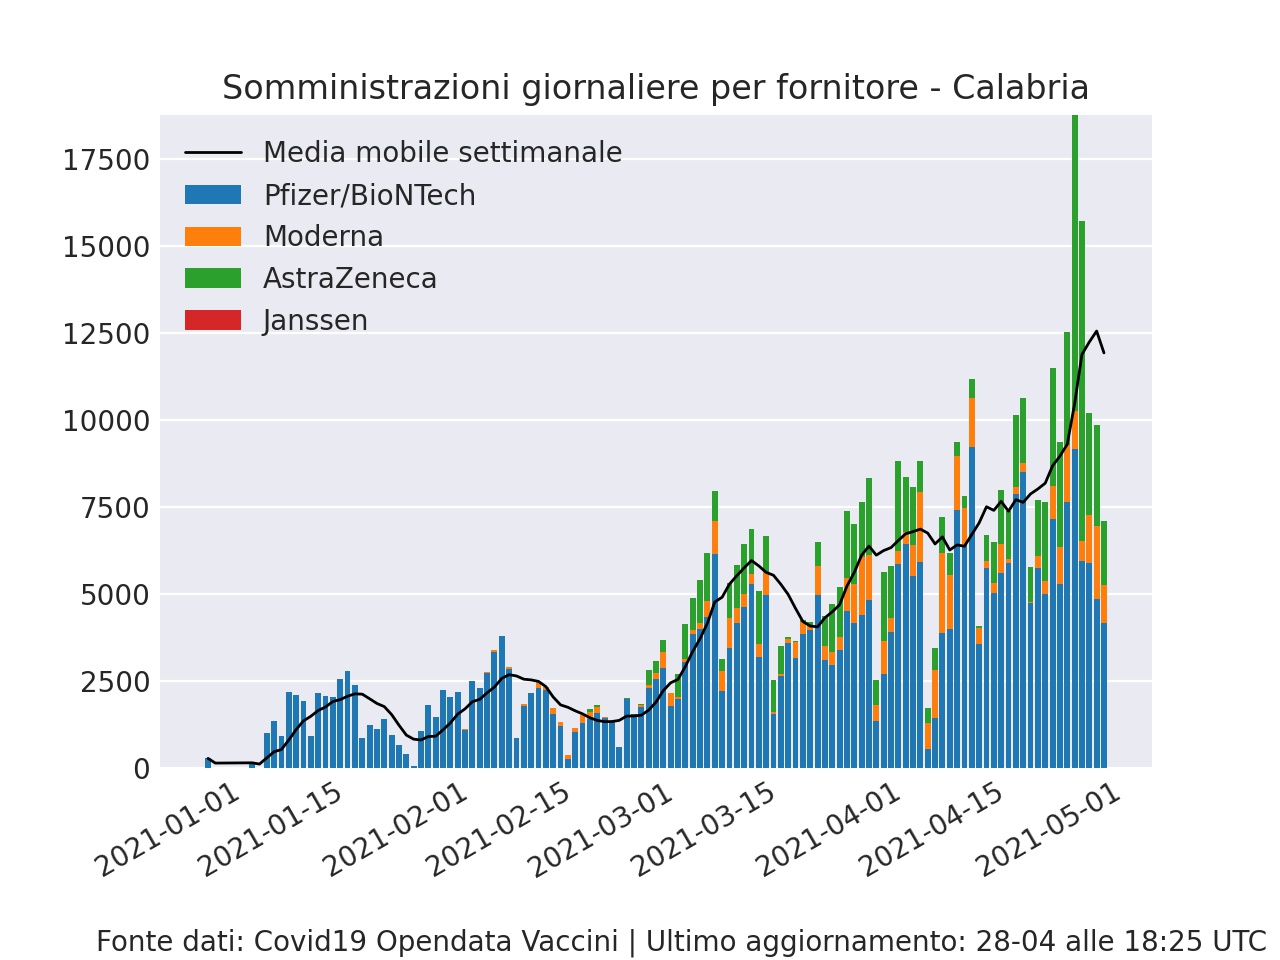 Somministrazioni giornaliere per fornitore - Calabria
Media mobile settimanale
Pfizer/BioNTech
Moderna
AstraZeneca
Janssen
17500
15000
12500
10000
7500
5000
2500
0
2021-01-01
2021-01-15
2021-02-01
2021-02-15
2021-03-01
2021-03-15
2021-04-01
2021-04-15
2021-05-01
Fonte dati: Covid19 Opendata Vaccini | Ultimo aggiornamento: 28-04 alle 18:25 UTC